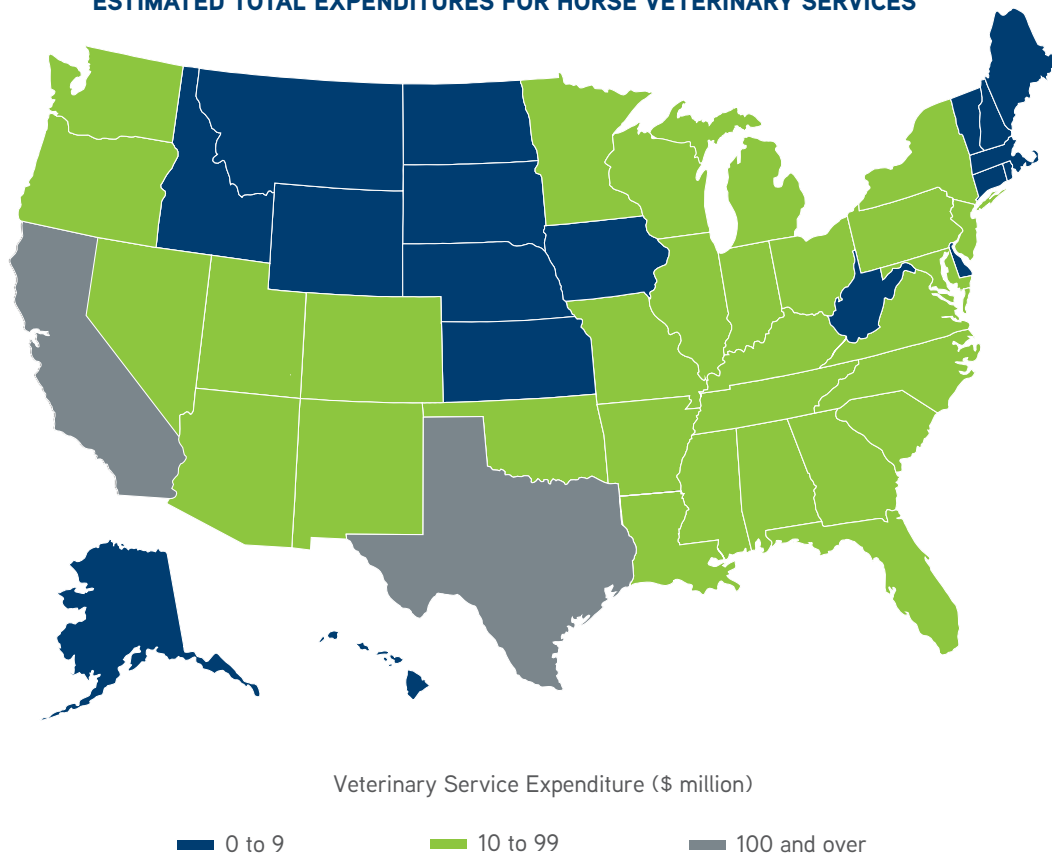 ESTIMATED TOTAL EXPENDITURES FOR HORSE VETERINARY SERVICES
Veterinary Service Expenditure ($ million)
0 to 9
10 to 99
100 and over